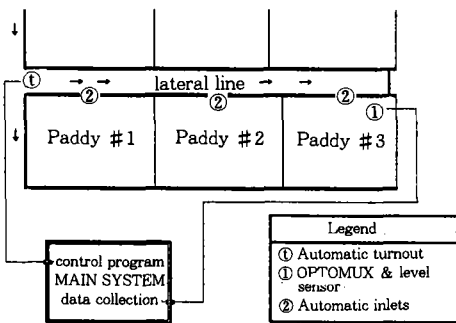 ⓣ → → lateral line → →
② ② ②
①
Paddy #1 Paddy #2 Paddy #3
control program
MAIN SYSTEM
data collection
Legend
ⓣ Automatic turnout
① OPTOMUX & level
sensor
② Automatic inlets